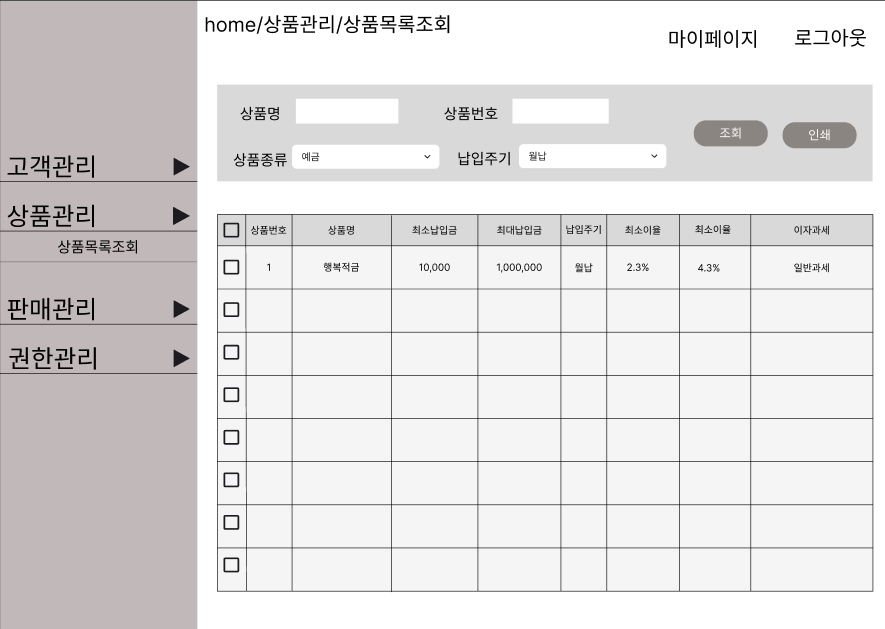 home/상품관리/상품목록조회
마이페이지 로그아웃
고객관리 ▶
상품관리 ▶
상품목록조회
판매관리 ▶
권한관리 ▶
상품명 상품번호
상품종류 예금 납입주기 월납
조회 인쇄
상품번호 상품명 최소납입금 최대납입금 납입주기 최소이율 최소이율 이자과세
1 행복적금 10,000 1,000,000 월납 2.3% 4.3% 일반과세